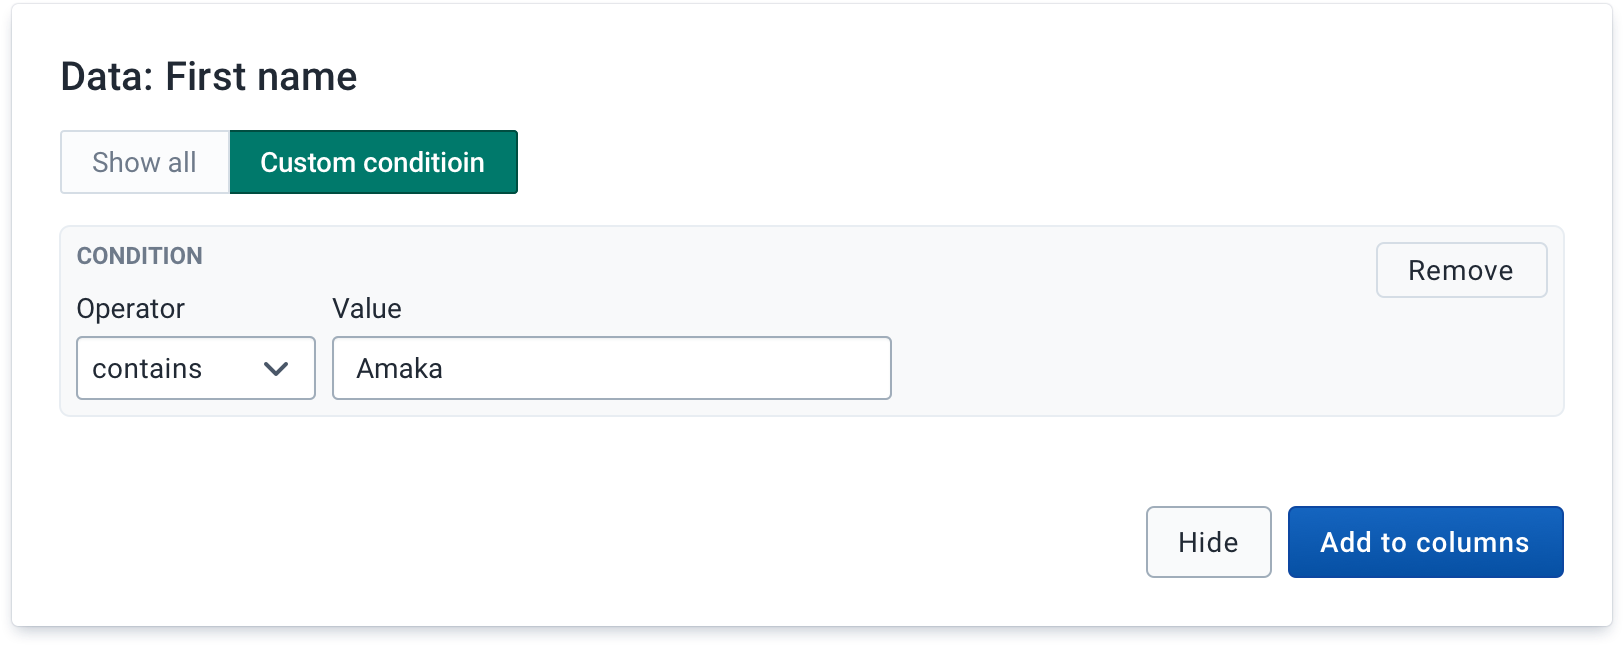 Data: First name
Show all
Custom conditioin
CONDITION
Remove
Operator
Value
contains
Amaka
Hide
Add to columns